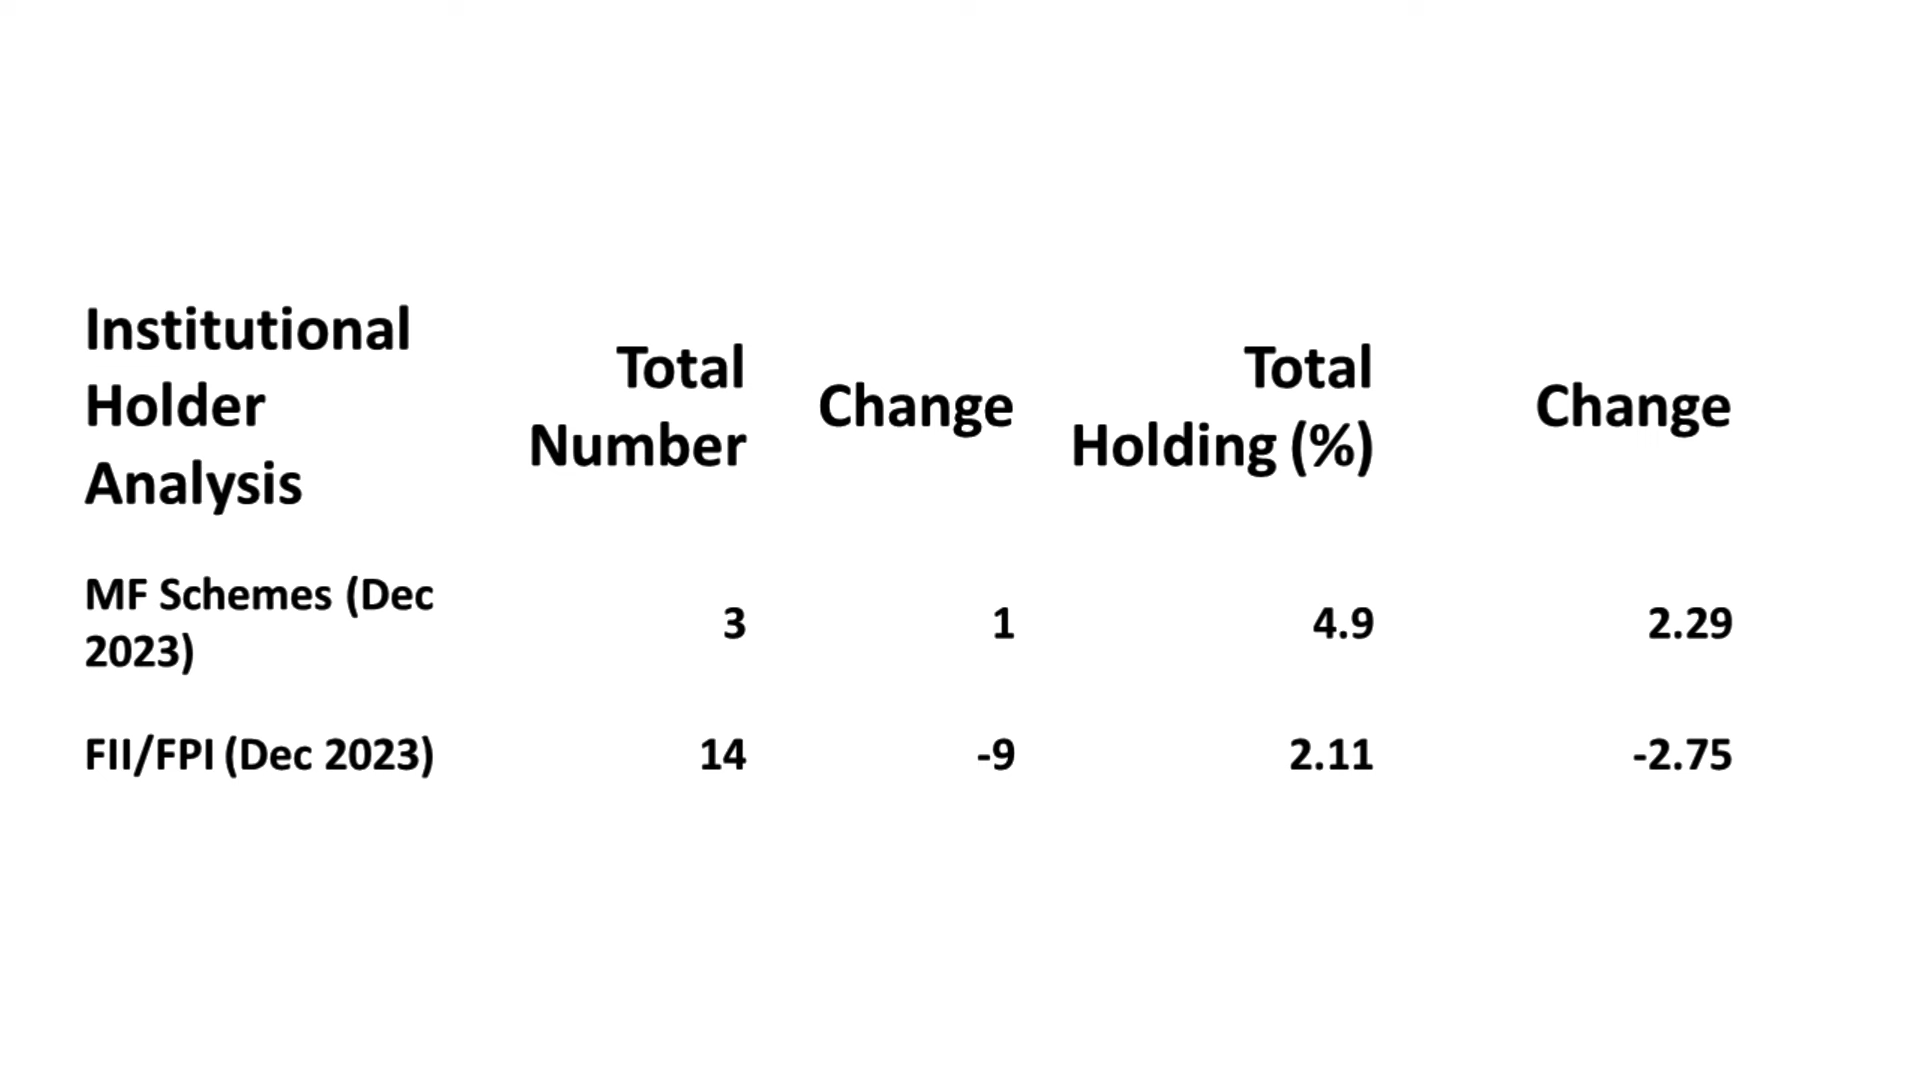 Institutional
Holder
Analysis
Total
Number
Change
Total
Holding (%)
Change
MF Schemes (Dec
2023)
3
1
4.9
2.29
FII/FPI (Dec 2023)
14
-9
2.11
-2.75